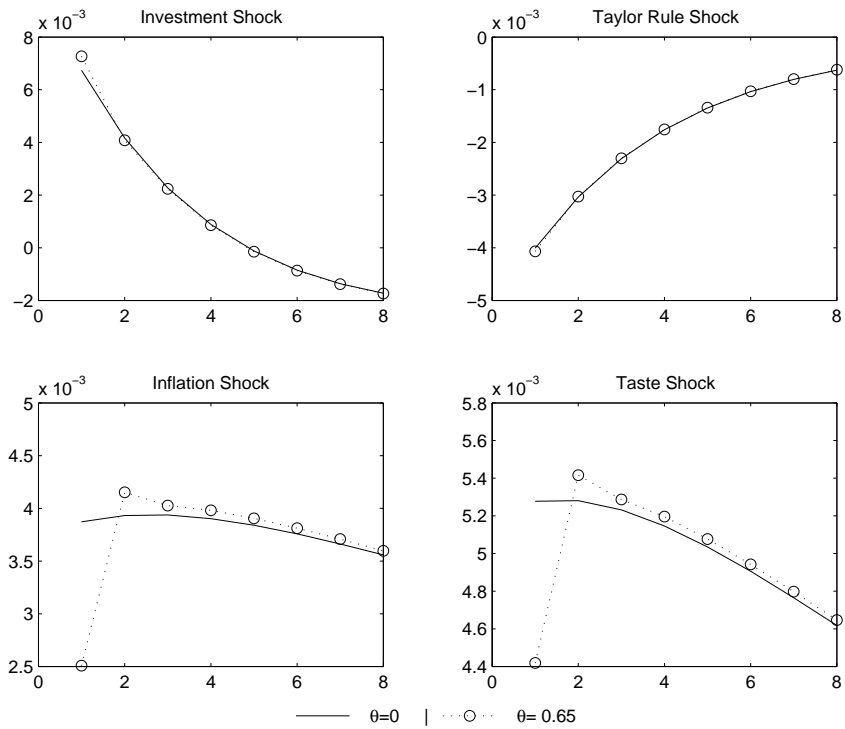 Investment Shock
x 10⁻³
8
6
4
2
0
−2
0 2 4 6 8
Taylor Rule Shock
x 10⁻³
0
−1
−2
−3
−4
−5
0 2 4 6 8
Inflation Shock
x 10⁻³
5
4.5
4
3.5
3
2.5
0 2 4 6 8
Taste Shock
x 10⁻³
5.8
5.6
5.4
5.2
5
4.8
4.6
4.4
0 2 4 6 8
θ=0 | θ= 0.65